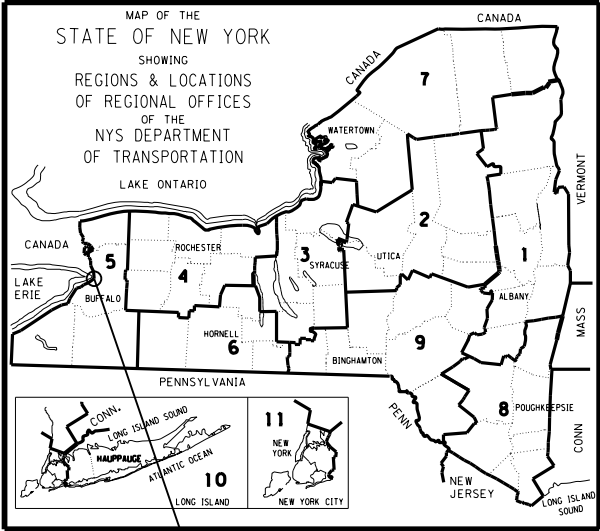 MAP OF THE
STATE OF NEW YORK
SHOWING
REGIONS & LOCATIONS
OF REGIONAL OFFICES
OF THE
NYS DEPARTMENT
OF TRANSPORTATION
LAKE ONTARIO
CANADA
CANADA
7
WATERTOWN
VERMONT
CANADA
LAKE
ERIE
5
BUFFALO
ROCHESTER
4
3
SYRACUSE
2
UTICA
1
ALBANY
MASS
HORNELL
6
BINGHAMTON
9
PENNSYLVANIA
PENN
8
POUGHKEEPSIE
CONN
NEW
JERSEY
LONG ISLAND
SOUND
CONN.
LONG ISLAND SOUND
HAUPPAUGE
ATLANTIC OCEAN
10
LONG ISLAND
11
NEW
YORK
NEW YORK CITY